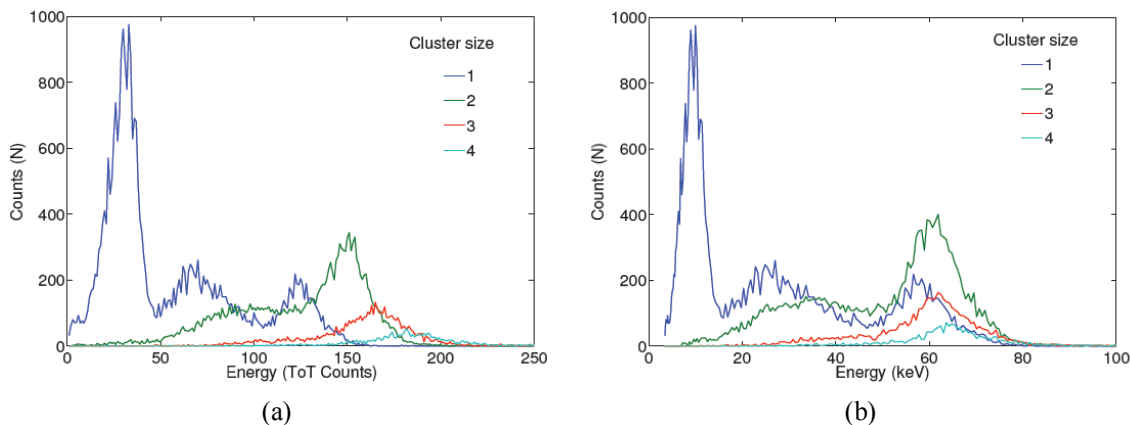 1000
800
600
400
200
0
Counts (N)
Cluster size
1
2
3
4
0 50 100 150 200 250
Energy (ToT Counts)
(a)
1000
800
600
400
200
0
Counts (N)
Cluster size
1
2
3
4
0 20 40 60 80 100
Energy (keV)
(b)